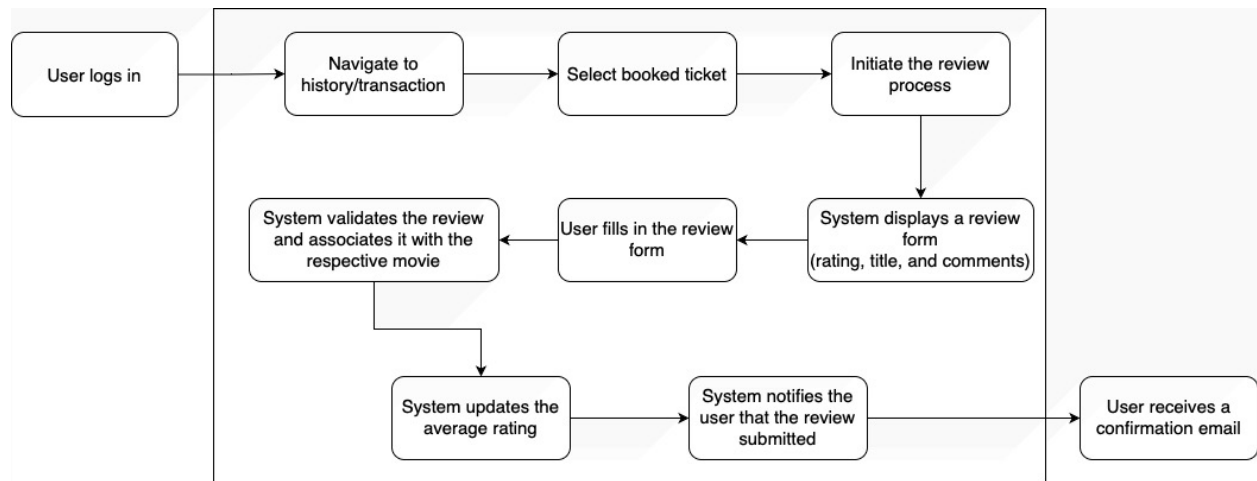 User logs in
Navigate to
history/transaction
Select booked ticket
Initiate the review
process
System displays a review
form
(rating, title, and comments)
User fills in the review
form
System validates the review
and associates it with the
respective movie
System updates the
average rating
System notifies the
user that the review
submitted
User receives a
confirmation email